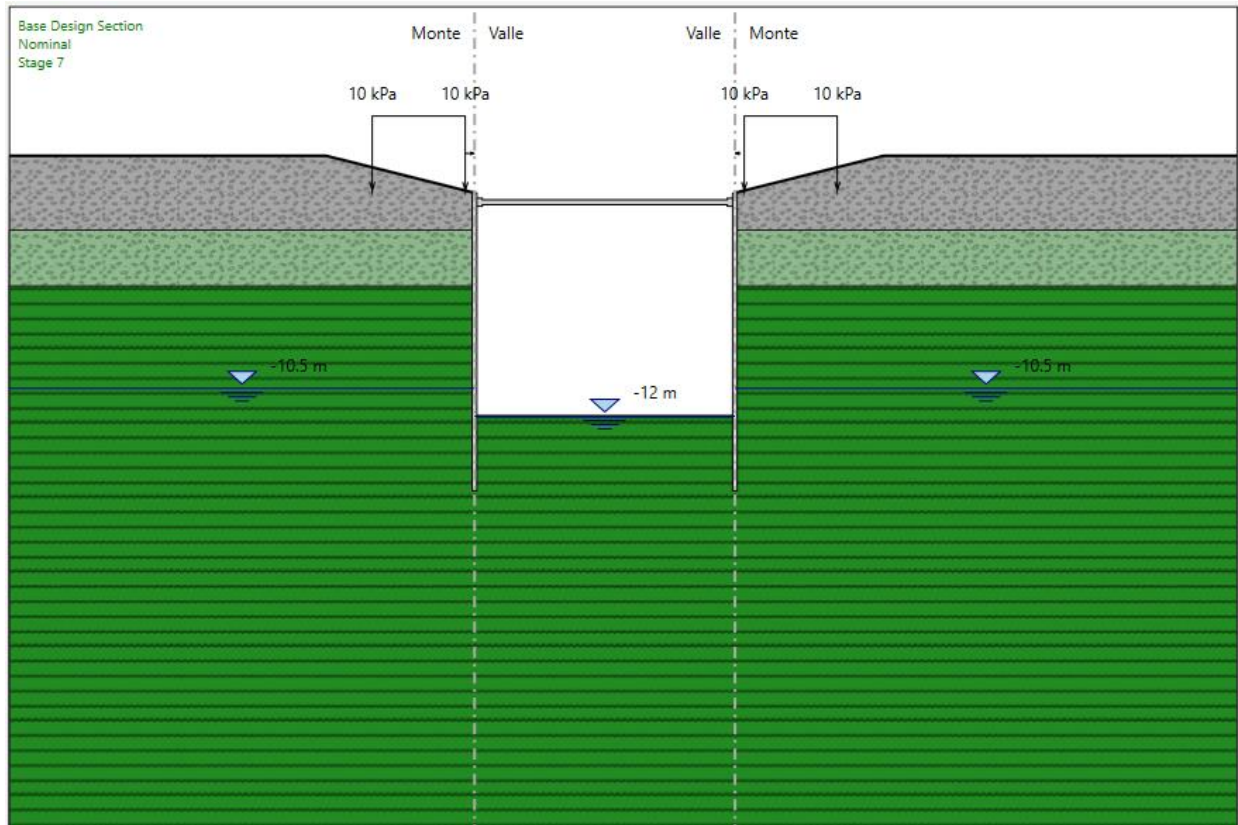 Base Design Section
Nominal
Stage 7
Monte Valle Valle Monte
10 kPa 10 kPa 10 kPa 10 kPa
-10.5 m -10.5 m
-12 m